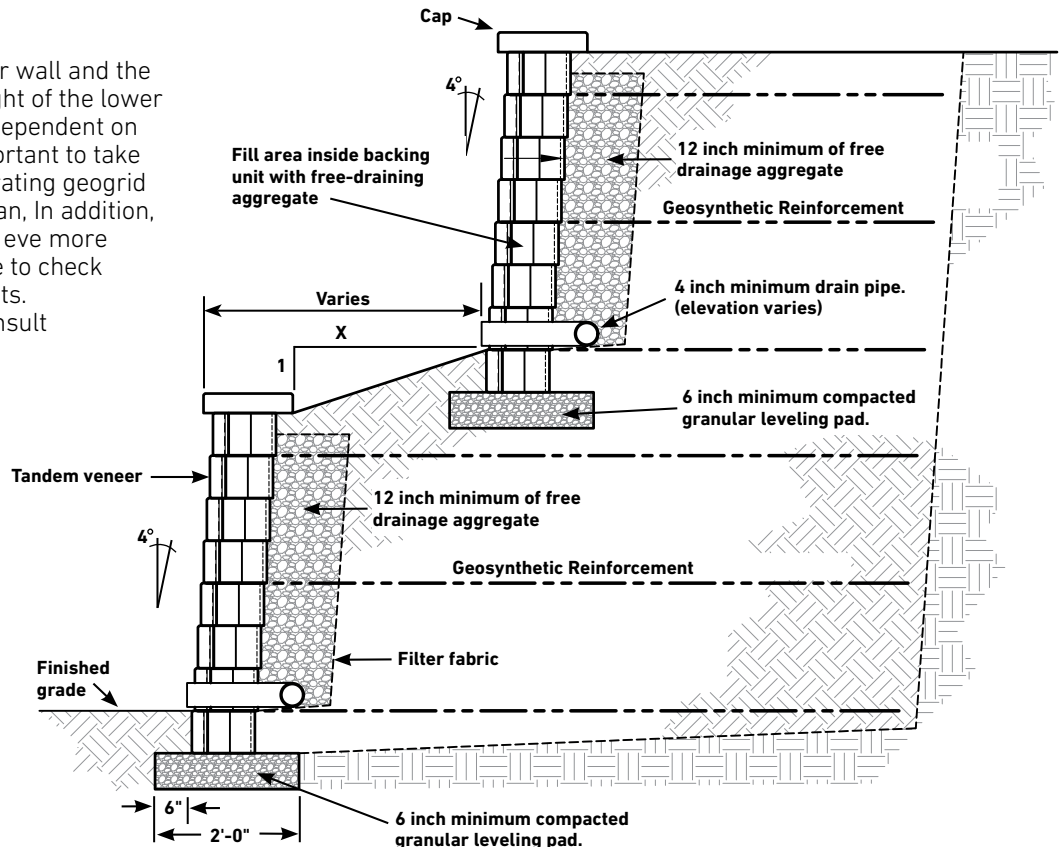 r wall and the
ght of the lower
ependent on
ortant to take
rating geogrid
an, In addition,
eve more
e to check
ts.
nsult
Cap
4°
Fill area inside backing
unit with free-draining
aggregate
12 inch minimum of free
drainage aggregate
Geosynthetic Reinforcement
Varies
X
1
4 inch minimum drain pipe.
(elevation varies)
6 inch minimum compacted
granular leveling pad.
Tandem veneer
12 inch minimum of free
drainage aggregate
4°
Geosynthetic Reinforcement
Filter fabric
Finished
grade
6"
2'-0"
6 inch minimum compacted
granular leveling pad.